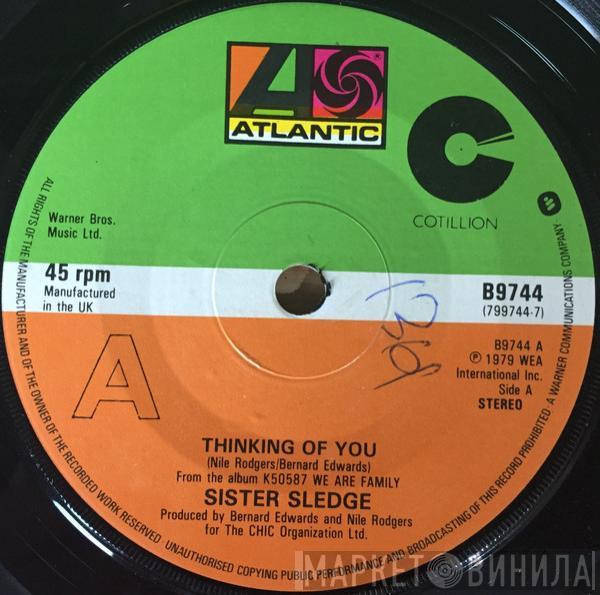 ATLANTIC
COTILLION
Warner Bros.
Music Ltd.
45 rpm
Manufactured
in the UK
B9744
(799744-7)
B9744 A
℗ 1979 WEA
International Inc.
Side A
STEREO
A
THINKING OF YOU
(Nile Rodgers/Bernard Edwards)
From the album K50587 WE ARE FAMILY
SISTER SLEDGE
Produced by Bernard Edwards and Nile Rodgers
for The CHIC Organization Ltd.
ALL RIGHTS OF THE MANUFACTURER AND OF THE OWNER OF THE RECORDED WORK RESERVED. UNAUTHORISED COPYING PUBLIC PERFORMANCE AND BROADCASTING OF THIS RECORD PROHIBITED. A WARNER COMMUNICATIONS COMPANY
МАРКЕТ ВИНИЛА